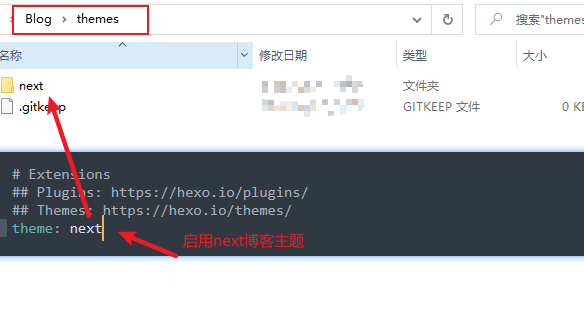 Blog > themes
搜索"themes
名称
修改日期
类型
大小
next
文件夹
.gitkeep
GITKEEP 文件
0 KB
# Extensions
## Plugins: https://hexo.io/plugins/
## Themes: https://hexo.io/themes/
theme: next
启用next博客主题